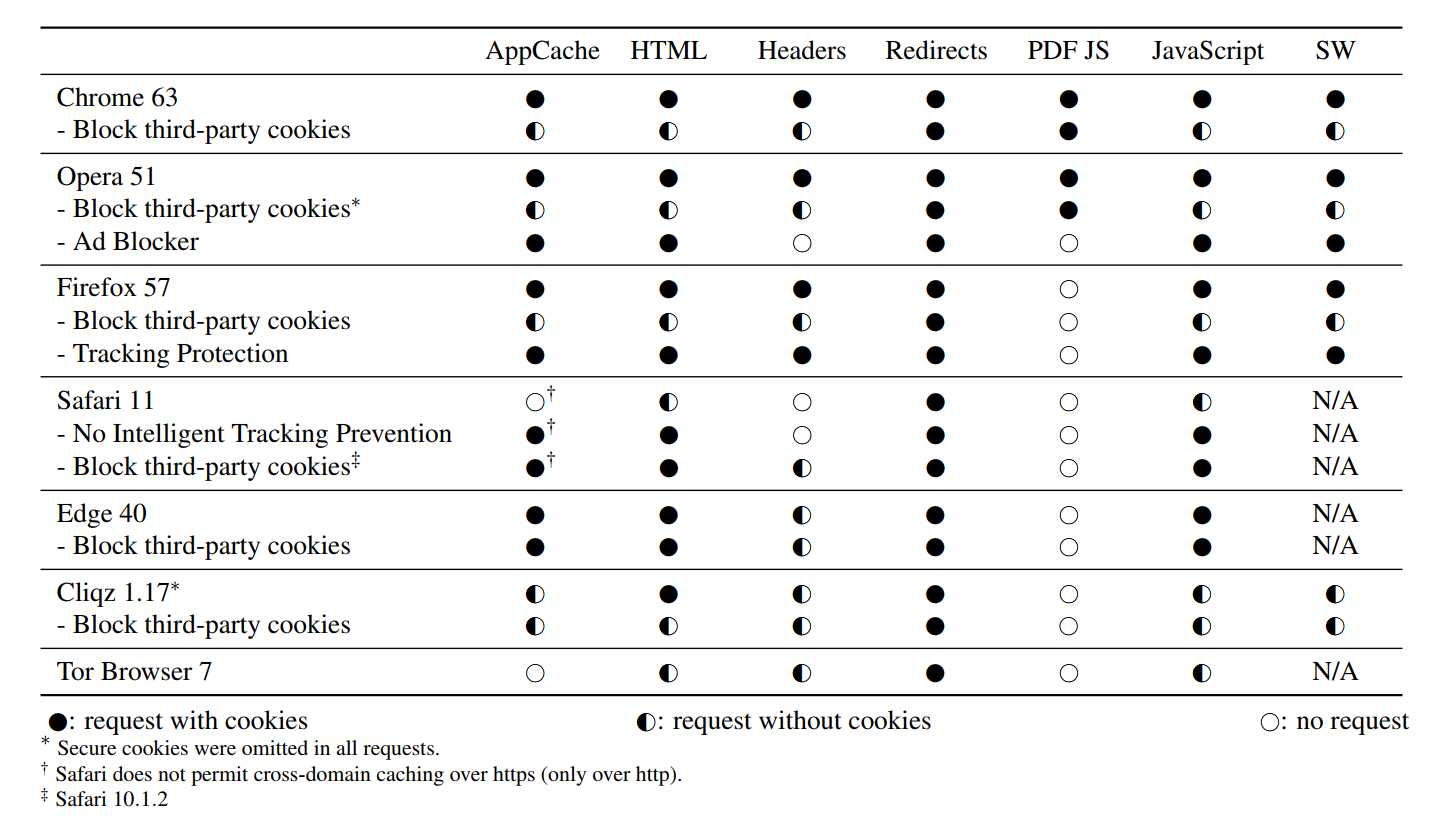 AppCache HTML Headers Redirects PDF JS JavaScript SW
Chrome 63 ● ● ● ● ● ● ●
- Block third-party cookies ◐ ◐ ◐ ● ● ◐ ◐
Opera 51 ● ● ● ● ● ● ●
- Block third-party cookies* ◐ ◐ ◐ ● ● ◐ ◐
- Ad Blocker ● ● ○ ● ○ ● ●
Firefox 57 ● ● ● ● ○ ● ●
- Block third-party cookies ◐ ◐ ◐ ● ○ ◐ ◐
- Tracking Protection ● ● ● ● ○ ● ●
Safari 11 ○† ◐ ○ ● ○ ◐ N/A
- No Intelligent Tracking Prevention ●† ● ○ ● ○ ● N/A
- Block third-party cookies‡ ●† ● ◐ ● ○ ● N/A
Edge 40 ● ● ◐ ● ○ ● N/A
- Block third-party cookies ● ● ◐ ● ○ ● N/A
Cliqz 1.17* ◐ ● ◐ ● ○ ◐ ◐
- Block third-party cookies ◐ ◐ ◐ ● ○ ◐ ◐
Tor Browser 7 ○ ◐ ◐ ● ○ ◐ N/A
●: request with cookies ◐: request without cookies ○: no request
* Secure cookies were omitted in all requests.
† Safari does not permit cross-domain caching over https (only over http).
‡ Safari 10.1.2